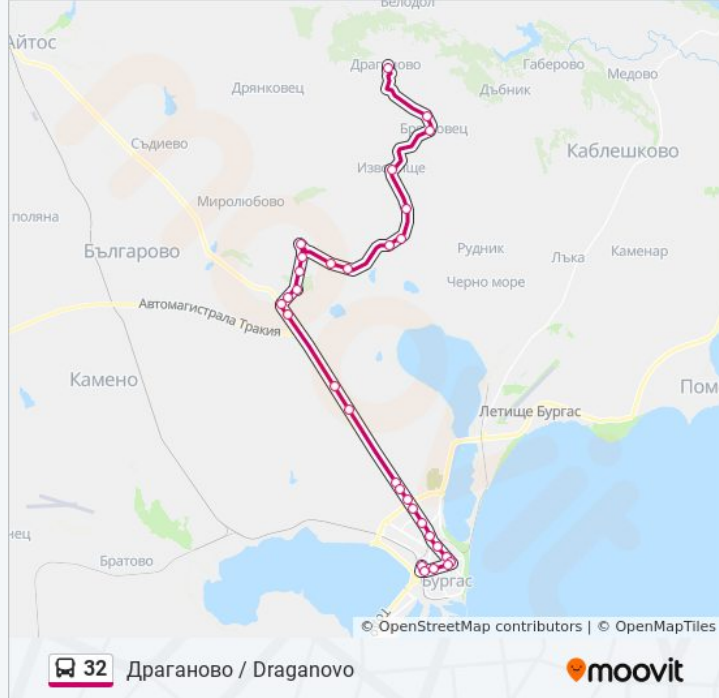 Белодол
Айтос
Драганово
Габерово
Медово
Дрянковец
Дъбник
Брястовец
Съдиево
Каблешково
Изворище
Миролюбово
поляна
Българово
Рудник
Лъка
Каменар
Черно море
Автомагистрала Тракия
Камено
Пом
Летище Бургас
нец
Братово
Бургас
© OpenStreetMap contributors | © OpenMapTiles
32 Драганово / Draganovo
moovit